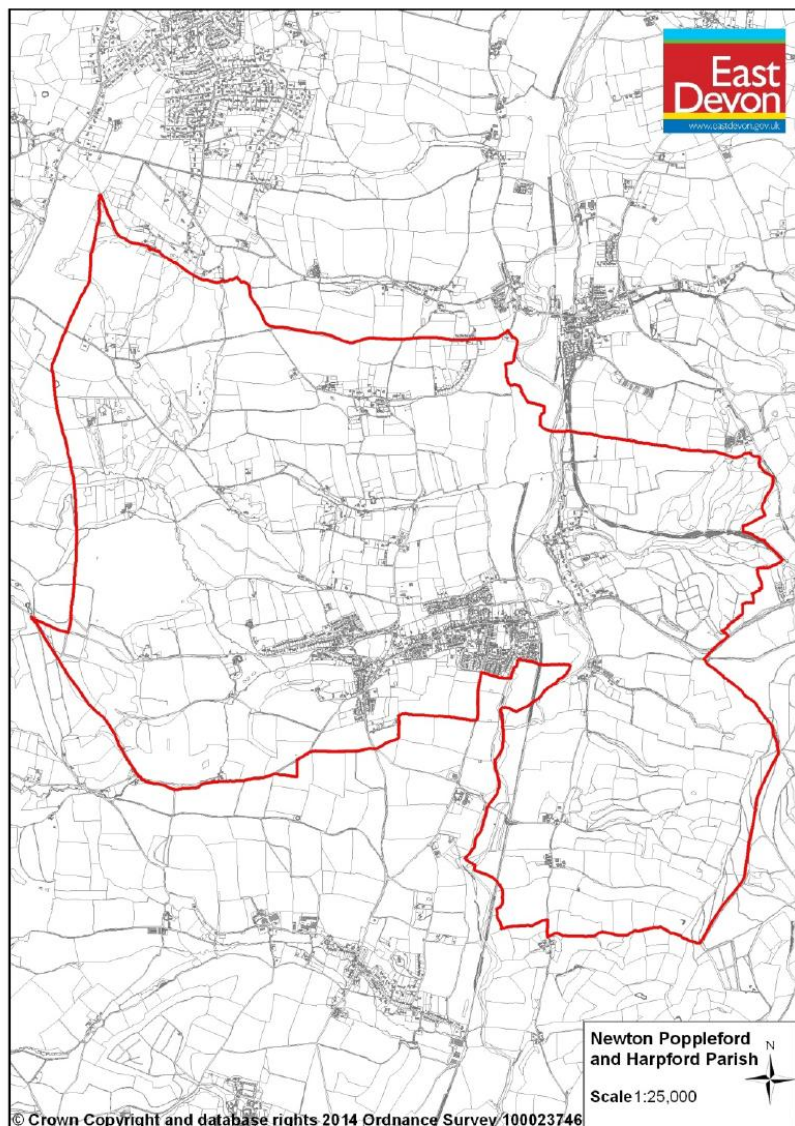 East
Devon
www.eastdevon.gov.uk
Newton Poppleford
and Harpford Parish
N
Scale 1:25,000
© Crown Copyright and database rights 2014 Ordnance Survey 100023746